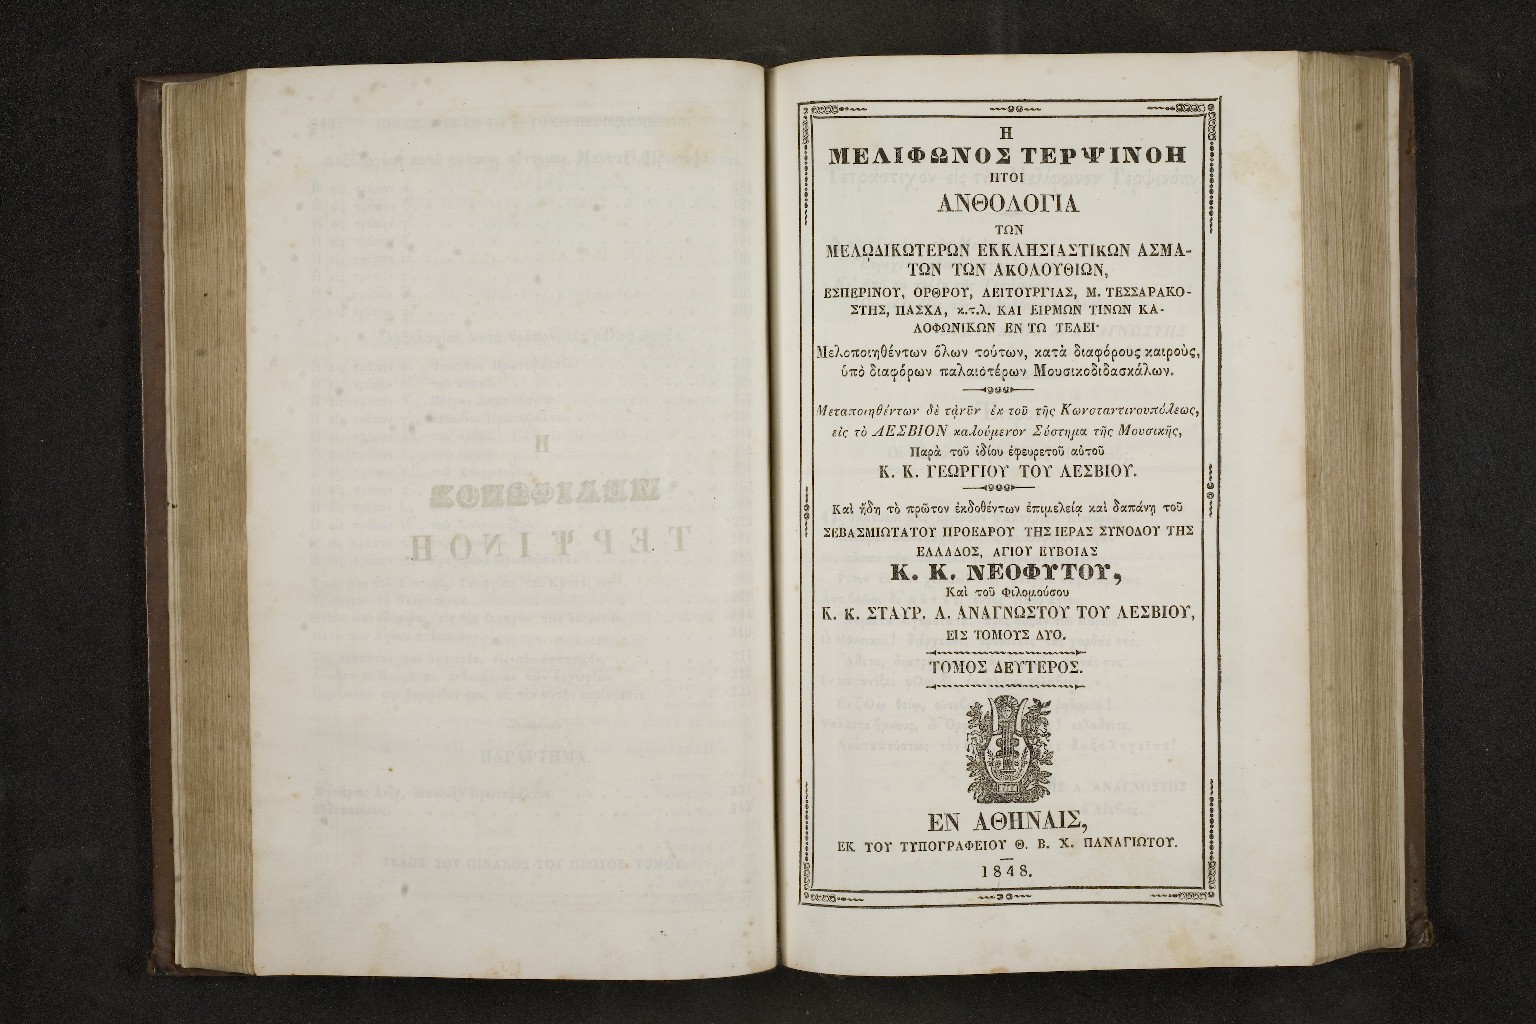 Η
ΜΕΛΙΦΩΝΟΣ ΤΕΡΨΙΝΟΗ
ΗΤΟΙ
ΑΝΘΟΛΟΓΙΑ
ΤΩΝ
ΜΕΛῼΔΙΚΩΤΕΡΩΝ ΕΚΚΛΗΣΙΑΣΤΙΚΩΝ ΑΣΜΑ-
ΤΩΝ ΤΩΝ ΑΚΟΛΟΥΘΙΩΝ,
ΕΣΠΕΡΙΝΟΥ, ΟΡΘΡΟΥ, ΛΕΙΤΟΥΡΓΙΑΣ, Μ. ΤΕΣΣΑΡΑΚΟ-
ΣΤΗΣ, ΠΑΣΧΑ, κ.τ.λ. ΚΑΙ ΕΙΡΜΩΝ ΤΙΝΩΝ ΚΑ-
ΛΟΦΩΝΙΚΩΝ ΕΝ ΤΩ ΤΕΛΕΙ·
Μελοποιηθέντων ὅλων τούτων, κατὰ διαφόρους καιροὺς,
ὑπὸ διαφόρων παλαιοτέρων Μουσικοδιδασκάλων.
Μεταποιηθέντων δὲ τανῦν ἐκ τοῦ τῆς Κωνσταντινουπόλεως,
εἰς τὸ ΛΕΣΒΙΟΝ καλούμενον Σύστημα τῆς Μουσικῆς,
Παρὰ τοῦ ἰδίου ἐφευρετοῦ αὐτοῦ
Κ. Κ. ΓΕΩΡΓΙΟΥ ΤΟΥ ΛΕΣΒΙΟΥ.
Καὶ ἤδη τὸ πρῶτον ἐκδοθέντων ἐπιμελείᾳ καὶ δαπάνῃ τοῦ
ΣΕΒΑΣΜΙΩΤΑΤΟΥ ΠΡΟΕΔΡΟΥ ΤΗΣ ΙΕΡΑΣ ΣΥΝΟΔΟΥ ΤΗΣ
ΕΛΛΑΔΟΣ, ΑΓΙΟΥ ΕΥΒΟΙΑΣ
Κ. Κ. ΝΕΟΦΥΤΟΥ,
Καὶ τοῦ Φιλομούσου
Κ. Κ. ΣΤΑΥΡ. Α. ΑΝΑΓΝΩΣΤΟΥ ΤΟΥ ΛΕΣΒΙΟΥ,
ΕΙΣ ΤΟΜΟΥΣ ΔΥΟ.
ΤΟΜΟΣ ΔΕΥΤΕΡΟΣ.
ΕΝ ΑΘΗΝΑΙΣ,
ΕΚ ΤΟΥ ΤΥΠΟΓΡΑΦΕΙΟΥ Θ. Β. Χ. ΠΑΝΑΓΙΩΤΟΥ.
1848.